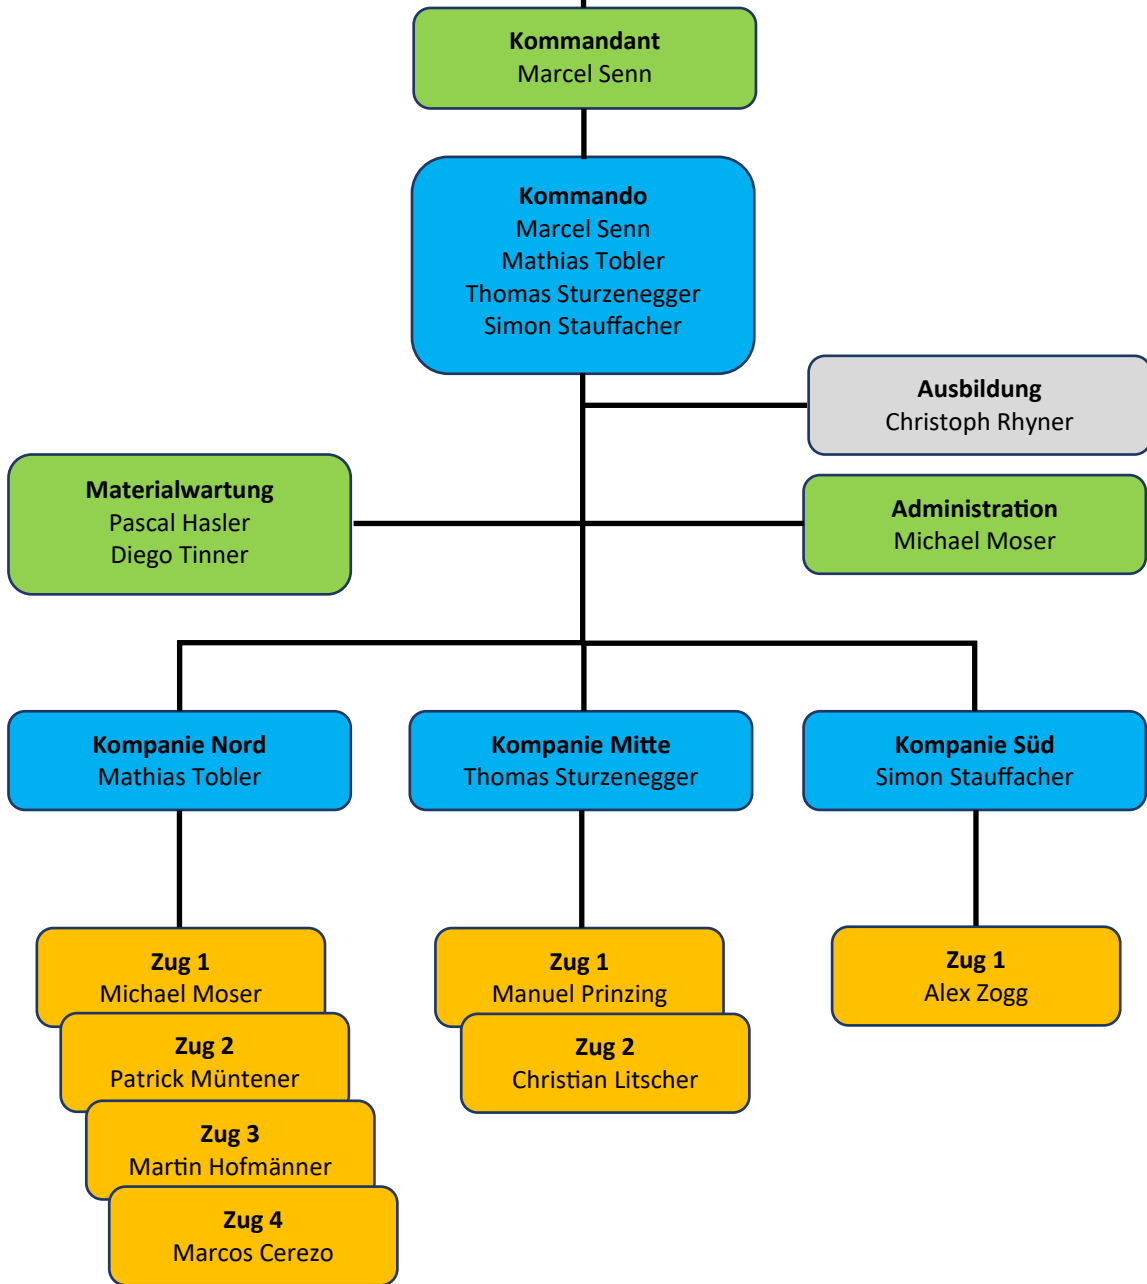 Kommandant
Marcel Senn
Kommando
Marcel Senn
Mathias Tobler
Thomas Sturzenegger
Simon Stauffacher
Ausbildung
Christoph Rhyner
Materialwartung
Pascal Hasler
Diego Tinner
Administration
Michael Moser
Kompanie Nord
Mathias Tobler
Kompanie Mitte
Thomas Sturzenegger
Kompanie Süd
Simon Stauffacher
Zug 1
Michael Moser
Zug 2
Patrick Müntener
Zug 3
Martin Hofmänner
Zug 4
Marcos Cerezo
Zug 1
Manuel Prinzing
Zug 2
Christian Litscher
Zug 1
Alex Zogg